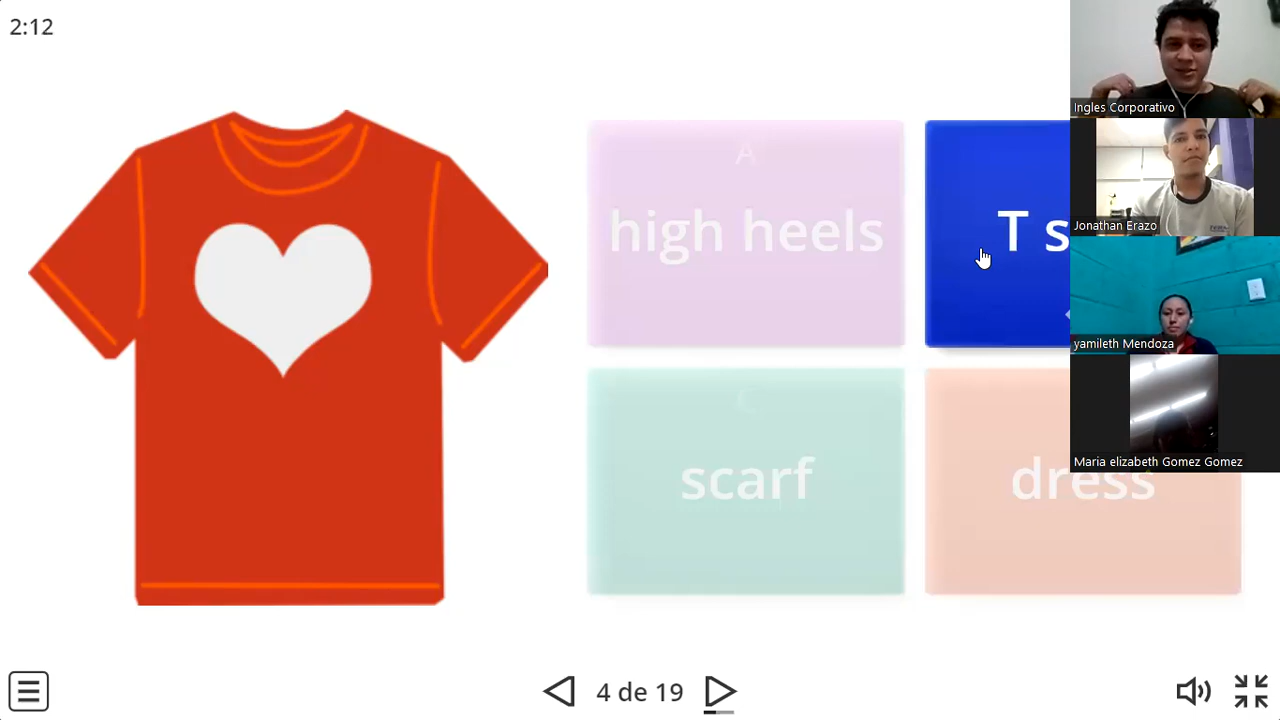 2:12
A
high heels
T s
C
scarf
dress
4 de 19
Ingles Corporativo
Jonathan Erazo
yamileth Mendoza
Maria elizabeth Gomez Gomez